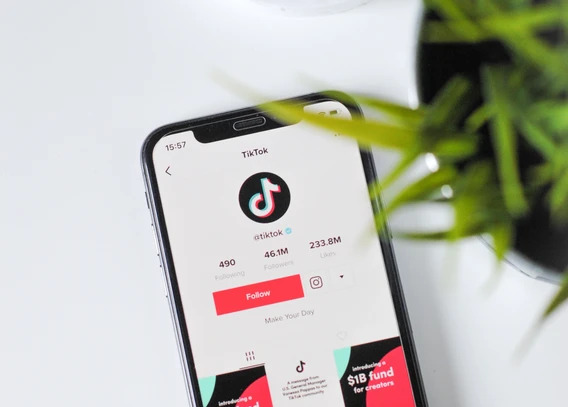 15:57
TikTok
@tiktok
490 46.1M 233.8M
Following Followers Likes
Follow
Make Your Day
A message from
U.S. General Manager
Vanessa Pappas to our
TikTok community
introducing a
introducing a
$1B fund
for creators